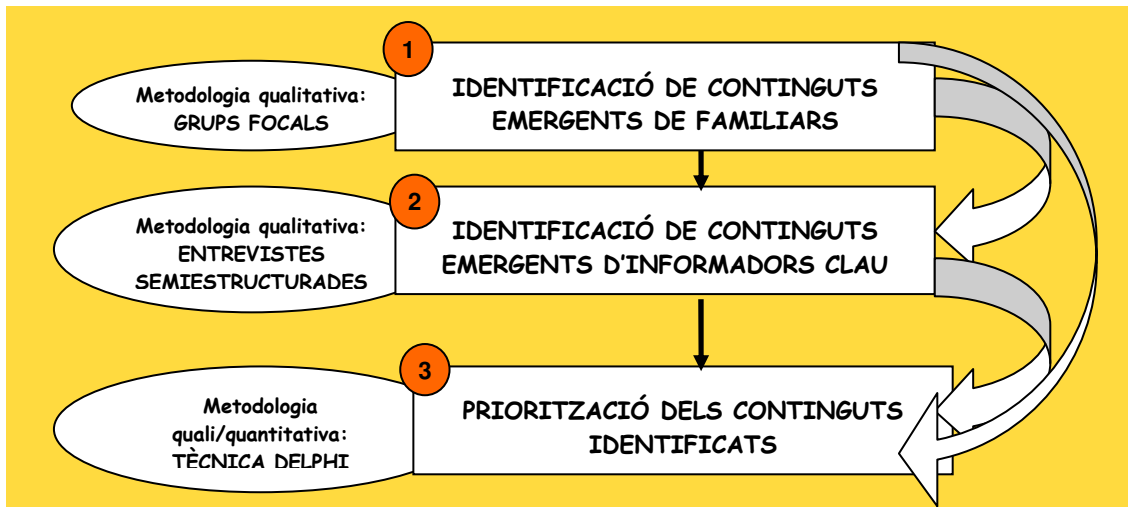 1
Metodologia qualitativa:
GRUPS FOCALS
IDENTIFICACIÓ DE CONTINGUTS
EMERGENTS DE FAMILIARS
2
Metodologia qualitativa:
ENTREVISTES
SEMIESTRUCTURADES
IDENTIFICACIÓ DE CONTINGUTS
EMERGENTS D'INFORMADORS CLAU
3
Metodologia
quali/quantitativa:
TÈCNICA DELPHI
PRIORITZACIÓ DELS CONTINGUTS
IDENTIFICATS